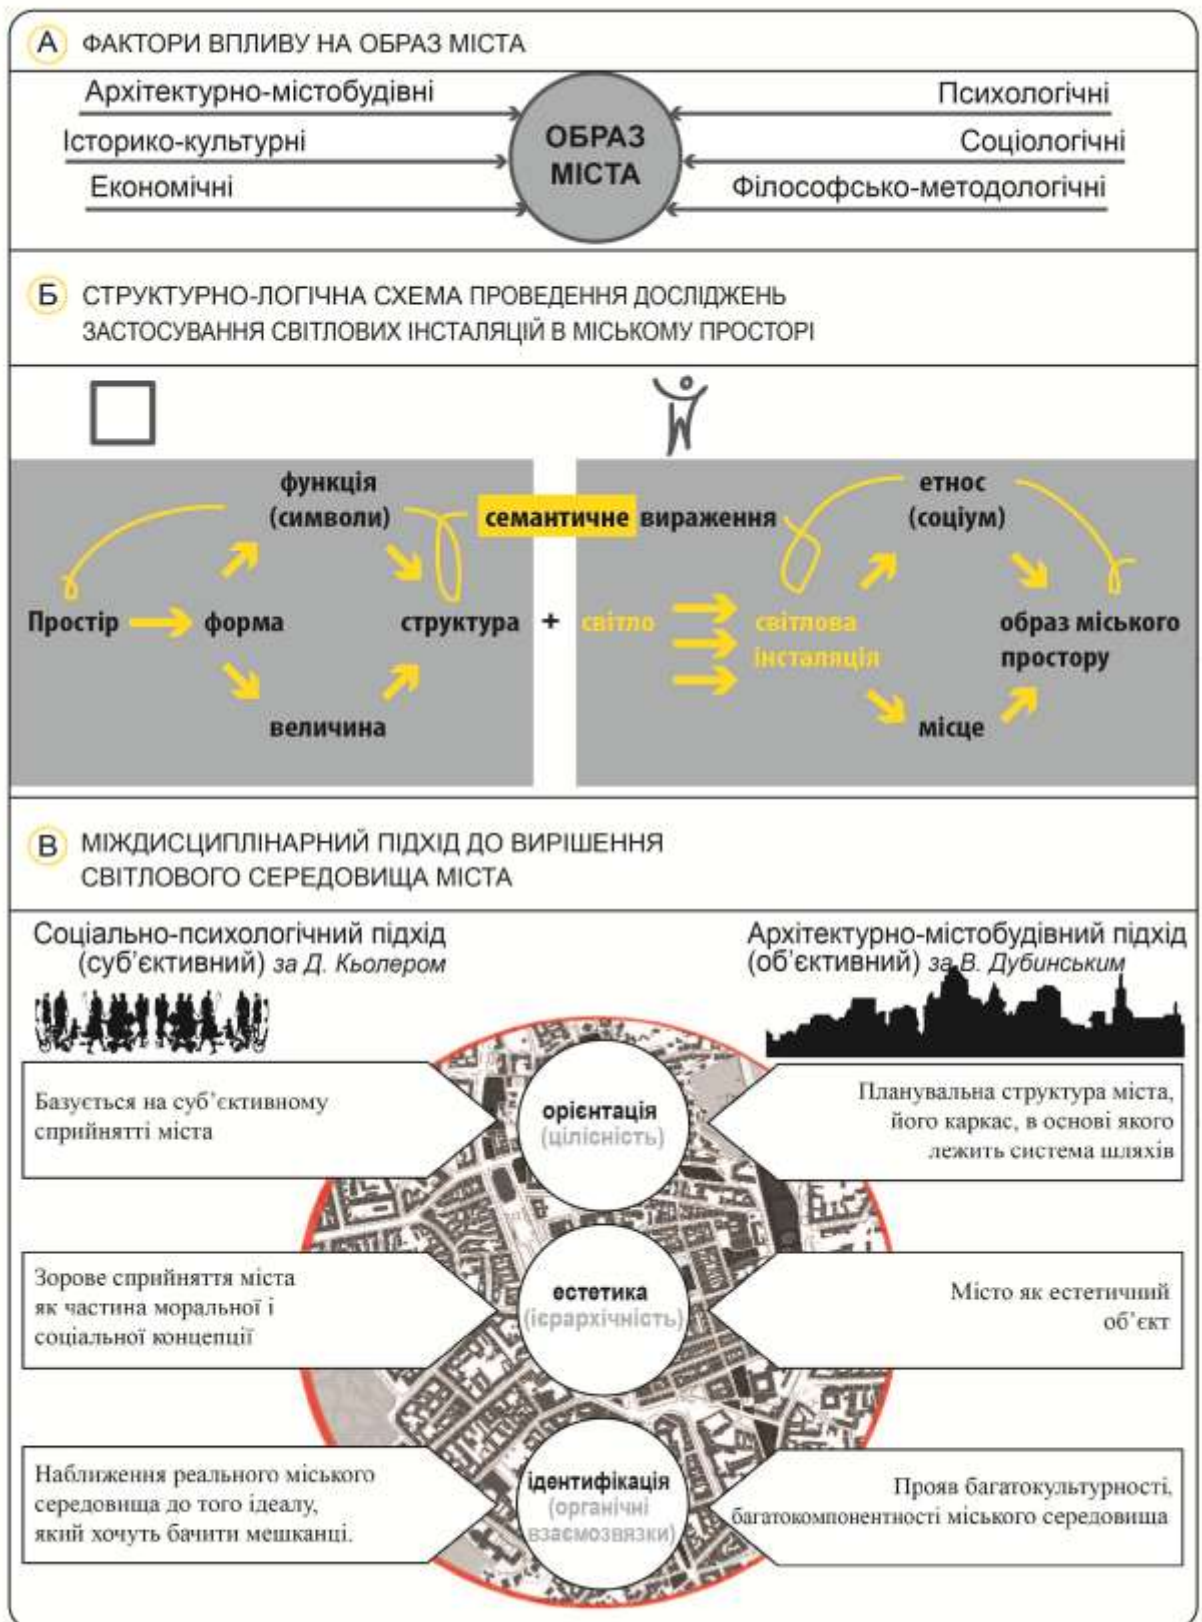 А ФАКТОРИ ВПЛИВУ НА ОБРАЗ МІСТА
Архітектурно-містобудівні
Історико-культурні
Економічні
ОБРАЗ
МІСТА
Психологічні
Соціологічні
Філософсько-методологічні
Б СТРУКТУРНО-ЛОГІЧНА СХЕМА ПРОВЕДЕННЯ ДОСЛІДЖЕНЬ
ЗАСТОСУВАННЯ СВІТЛОВИХ ІНСТАЛЯЦІЙ В МІСЬКОМУ ПРОСТОРІ
функція
(символи)
семантичне вираження
етнос
(соціум)
Простір
форма
структура
+
світло
світлова
інсталяція
образ міського
простору
величина
місце
В МІЖДИСЦИПЛІНАРНИЙ ПІДХІД ДО ВИРІШЕННЯ
СВІТЛОВОГО СЕРЕДОВИЩА МІСТА
Соціально-психологічний підхід
(суб’єктивний) за Д. Кьолером
Архітектурно-містобудівний підхід
(об’єктивний) за В. Дубинським
Базується на суб’єктивному
сприйнятті міста
орієнтація
(цілісність)
Планувальна структура міста,
його каркас, в основі якого
лежить система шляхів
Зорове сприйняття міста
як частина моральної і
соціальної концепції
естетика
(ієрархічність)
Місто як естетичний
об’єкт
Наближення реального міського
середовища до того ідеалу,
який хочуть бачити мешканці.
ідентифікація
(органічні
взаємозвязки)
Прояв багатокультурності,
багатокомпонентності міського середовища